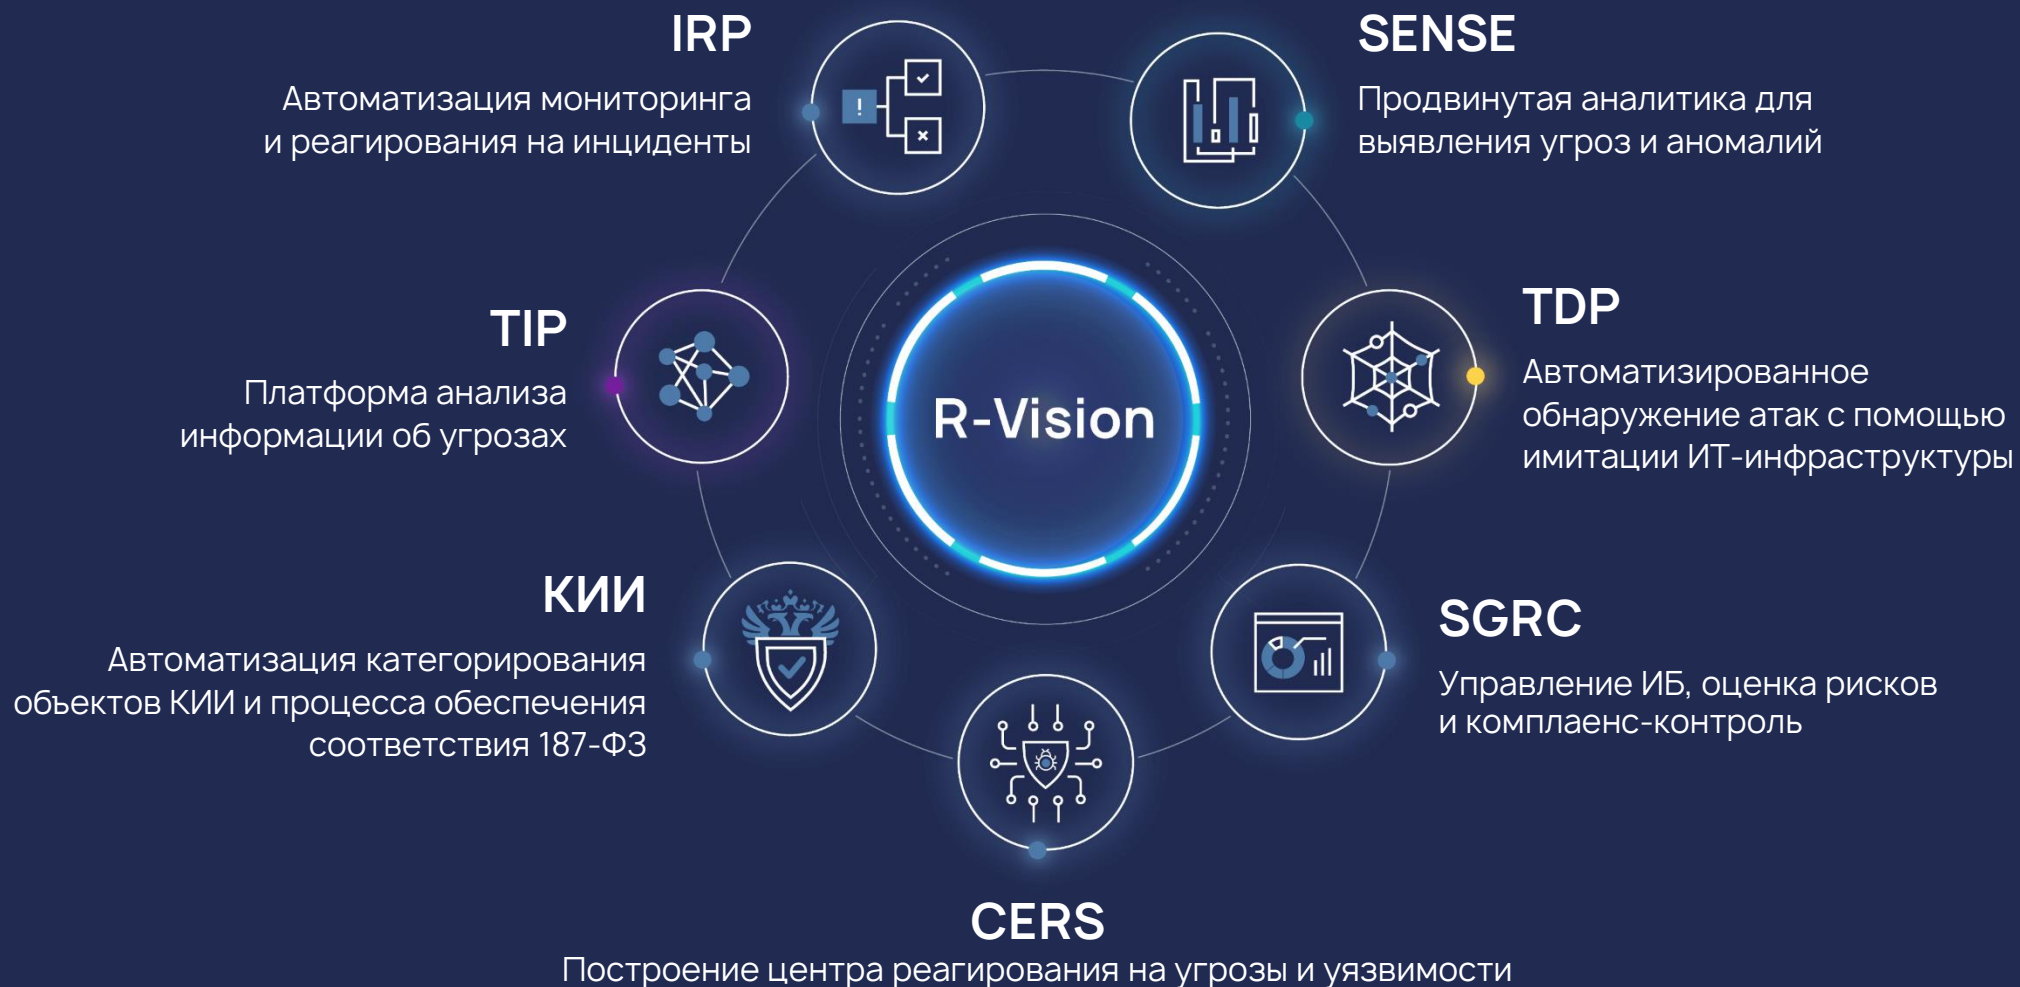 IRP
Автоматизация мониторинга
и реагирования на инциденты
SENSE
Продвинутая аналитика для
выявления угроз и аномалий
TIP
Платформа анализа
информации об угрозах
R-Vision
TDP
Автоматизированное
обнаружение атак с помощью
имитации ИТ-инфраструктуры
КИИ
Автоматизация категорирования
объектов КИИ и процесса обеспечения
соответствия 187-ФЗ
SGRC
Управление ИБ, оценка рисков
и комплаенс-контроль
CERS
Построение центра реагирования на угрозы и уязвимости